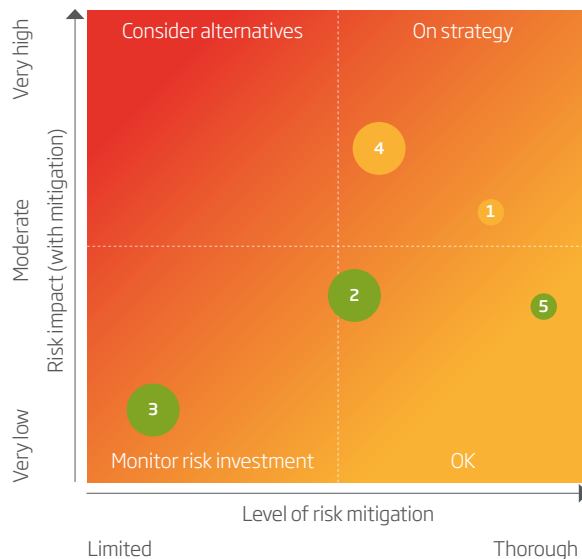 Very high
Moderate
Very low
Risk impact (with mitigation)
Consider alternatives
On strategy
4
1
2
5
3
Monitor risk investment
OK
Level of risk mitigation
Limited
Thorough